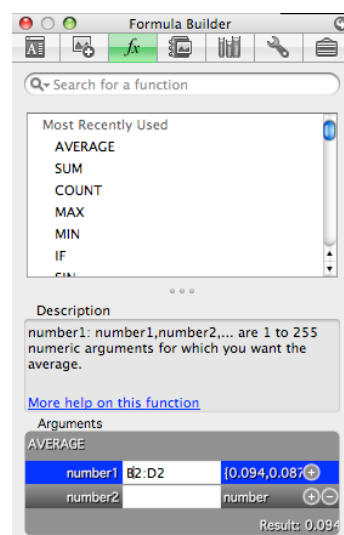 Formula Builder
A fx
Search for a function
Most Recently Used
AVERAGE
SUM
COUNT
MAX
MIN
IF
SIN
Description
number1: number1,number2,... are 1 to 255
numeric arguments for which you want the
average.
More help on this function
Arguments
AVERAGE
number1 B2:D2 {0.094,0.087
number2 number
Result: 0.094